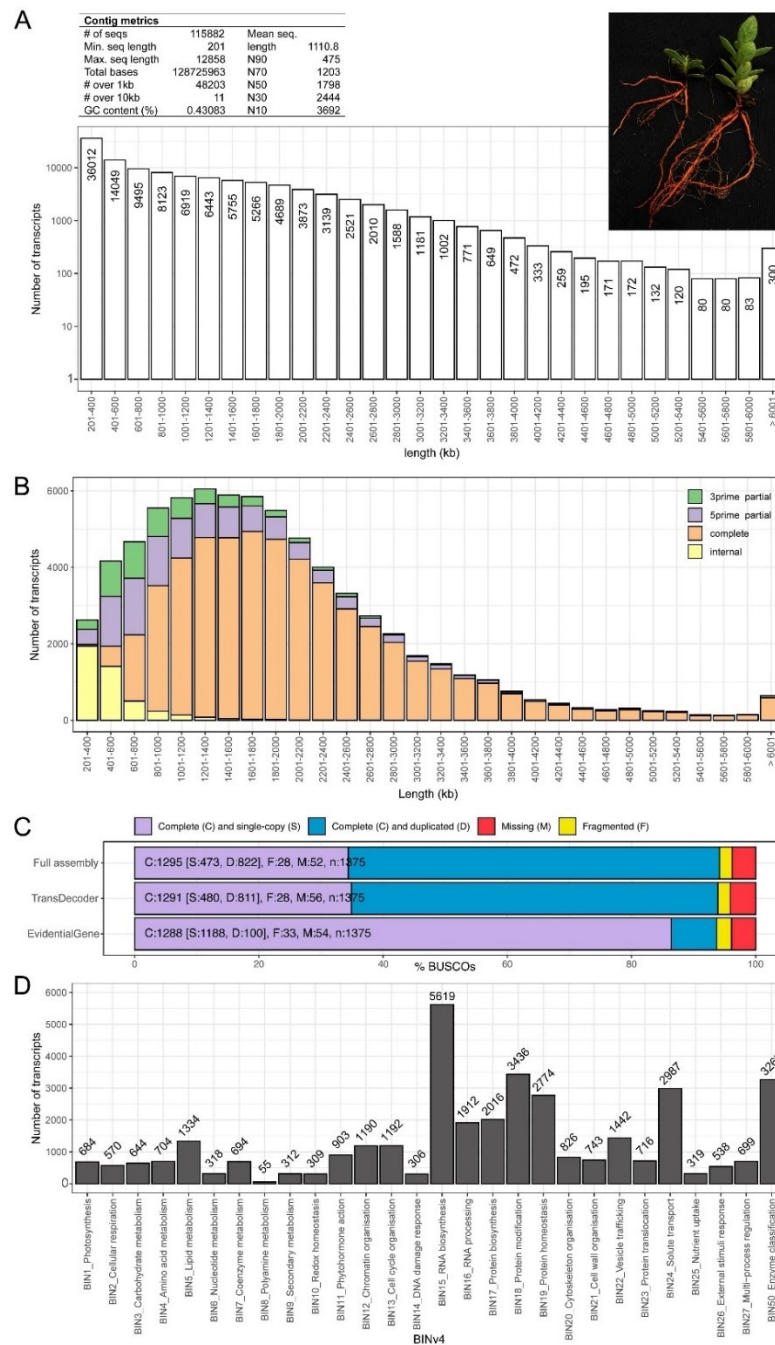 A
Contig metrics
# of seqs 115882 Mean seq.
Min. seq length 201 length 1110.8
Max. seq length 12858 N90 475
Total bases 128725963 N70 1203
# over 1kb 48203 N50 1798
# over 10kb 11 N30 2444
GC content (%) 0.43083 N10 3692
Number of transcripts
10000
1000
100
10
1
36012 14049 9495 8123 6919 6443 5755 5266 4689 3873 3139 2521 2010 1588 1181 1002 771 649 472 333 259 195 171 172 132 120 80 80 83 300
201-400 401-600 601-800 801-1000 1001-1200 1201-1400 1401-1600 1601-1800 1801-2000 2001-2200 2201-2400 2401-2600 2601-2800 2801-3000 3001-3200 3201-3400 3401-3600 3601-3800 3801-4000 4001-4200 4201-4400 4401-4600 4601-4800 4801-5000 5001-5200 5201-5400 5401-5600 5601-5800 5801-6000 > 6001
length (kb)
B
Number of transcripts
6000
4000
2000
0
3prime partial
5prime partial
complete
internal
201-400 401-600 601-800 801-1000 1001-1200 1201-1400 1401-1600 1601-1800 1801-2000 2001-2200 2201-2400 2401-2600 2601-2800 2801-3000 3001-3200 3201-3400 3401-3600 3601-3800 3801-4000 4001-4200 4201-4400 4401-4600 4601-4800 4801-5000 5001-5200 5201-5400 5401-5600 5601-5800 5801-6000 > 6001
Length (kb)
C
Complete (C) and single-copy (S) Complete (C) and duplicated (D) Missing (M) Fragmented (F)
Full assembly C:1295 [S:473, D:822], F:28, M:52, n:1375
TransDecoder C:1291 [S:480, D:811], F:28, M:56, n:1375
EvidentialGene C:1288 [S:1188, D:100], F:33, M:54, n:1375
0 20 40 60 80 100
% BUSCOs
D
Number of transcripts
6000
5000
4000
3000
2000
1000
0
684 570 644 704 1334 318 694 55 312 309 903 1190 1192 306 5619 1912 2016 3436 2774 826 743 1442 716 2987 319 538 699 326
BIN1_Photosynthesis
BIN2_Cellular respiration
BIN3_Carbohydrate metabolism
BIN4_Amino acid metabolism
BIN5_Lipid metabolism
BIN6_Nucleotide metabolism
BIN7_Coenzyme metabolism
BIN8_Polyamine metabolism
BIN9_Secondary metabolism
BIN10_Redox homeostasis
BIN11_Phytohormone action
BIN12_Chromatin organisation
BIN13_Cell cycle organisation
BIN14_DNA damage response
BIN15_RNA biosynthesis
BIN16_RNA processing
BIN17_Protein biosynthesis
BIN18_Protein modification
BIN19_Protein homeostasis
BIN20_Cytoskeleton organisation
BIN21_Cell wall organisation
BIN22_Vesicle trafficking
BIN23_Protein translocation
BIN24_Solute transport
BIN25_Nutrient uptake
BIN26_External stimuli response
BIN27_Multi-process regulation
BIN50_Enzyme classification
BINv4